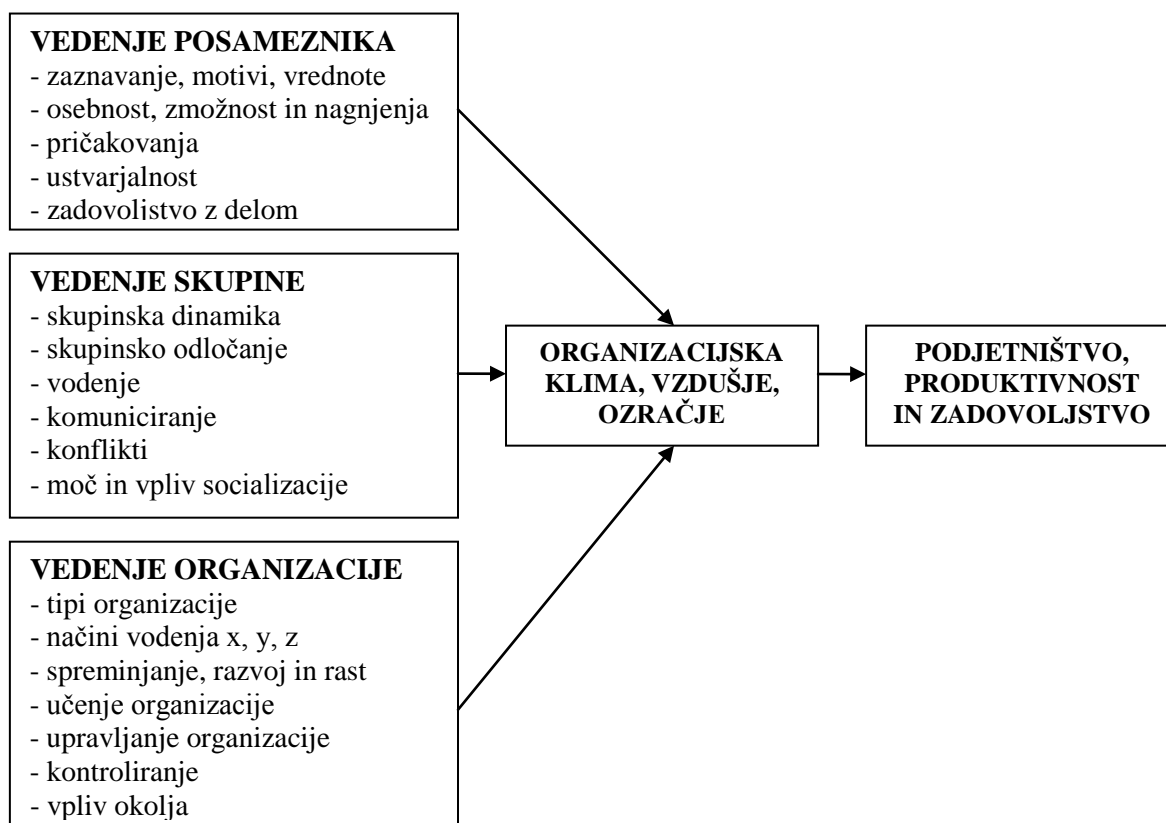 VEDENJE POSAMEZNIKA
- zaznavanje, motivi, vrednote
- osebnost, zmožnost in nagnjenja
- pričakovanja
- ustvarjalnost
- zadovoljstvo z delom
VEDENJE SKUPINE
- skupinska dinamika
- skupinsko odločanje
- vodenje
- komuniciranje
- konflikti
- moč in vpliv socializacije
VEDENJE ORGANIZACIJE
- tipi organizacije
- načini vodenja x, y, z
- spreminjanje, razvoj in rast
- učenje organizacije
- upravljanje organizacije
- kontroliranje
- vpliv okolja
ORGANIZACIJSKA
KLIMA, VZDUŠJE,
OZRAČJE
PODJETNIŠTVO,
PRODUKTIVNOST
IN ZADOVOLJSTVO